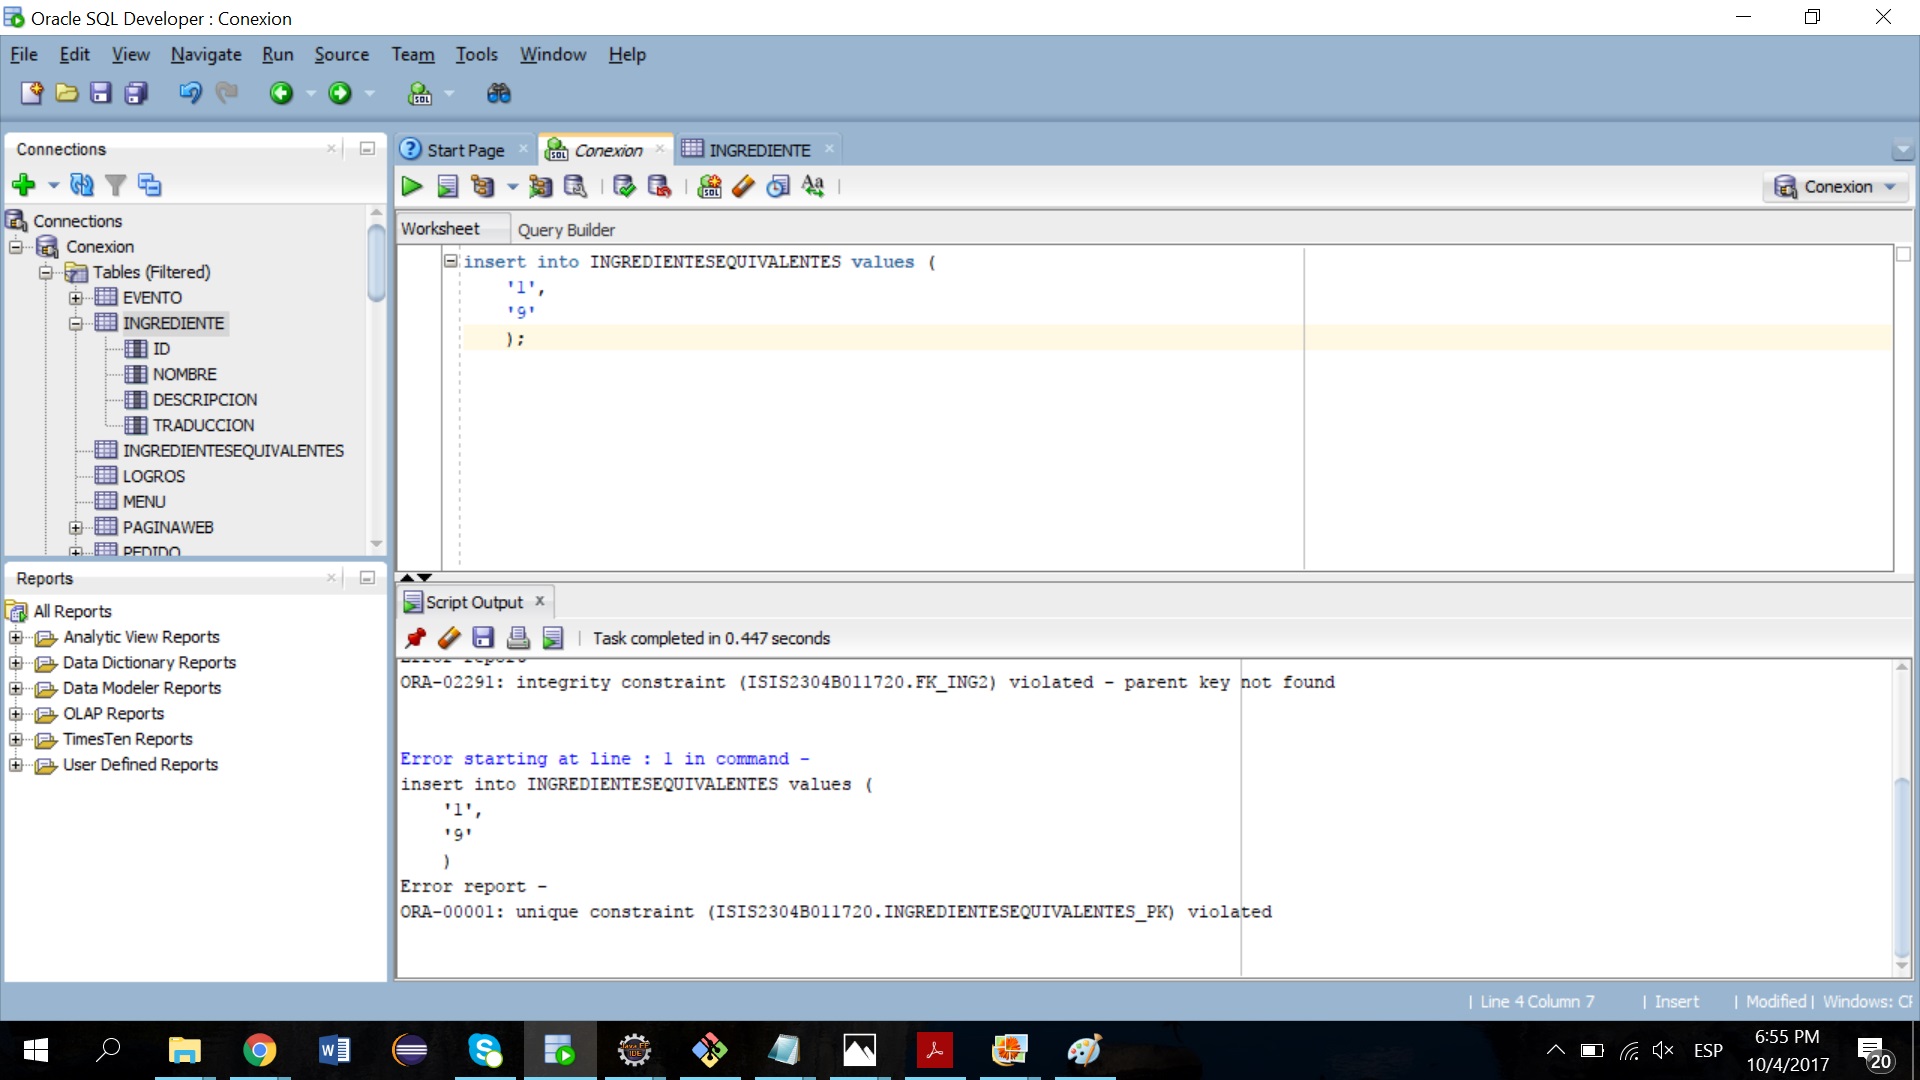 Oracle SQL Developer : Conexion
File Edit View Navigate Run Source Team Tools Window Help
Connections
Start Page
Conexion
INGREDIENTE
Conexion
Connections
Conexion
Tables (Filtered)
EVENTO
INGREDIENTE
ID
NOMBRE
DESCRIPCION
TRADUCCION
INGREDIENTESEQUIVALENTES
LOGROS
MENU
PAGINAWEB
PEDIDO
Worksheet Query Builder
insert into INGREDIENTESEQUIVALENTES values (
'1',
'9'
);
Reports
All Reports
Analytic View Reports
Data Dictionary Reports
Data Modeler Reports
OLAP Reports
TimesTen Reports
User Defined Reports
Script Output
Task completed in 0.447 seconds
Error report
ORA-02291: integrity constraint (ISIS2304B011720.FK_ING2) violated - parent key not found
Error starting at line : 1 in command -
insert into INGREDIENTESEQUIVALENTES values (
'1',
'9'
)
Error report -
ORA-00001: unique constraint (ISIS2304B011720.INGREDIENTESEQUIVALENTES_PK) violated
| Line 4 Column 7 | Insert | Modified | Windows: CF
ESP
6:55 PM
10/4/2017
20